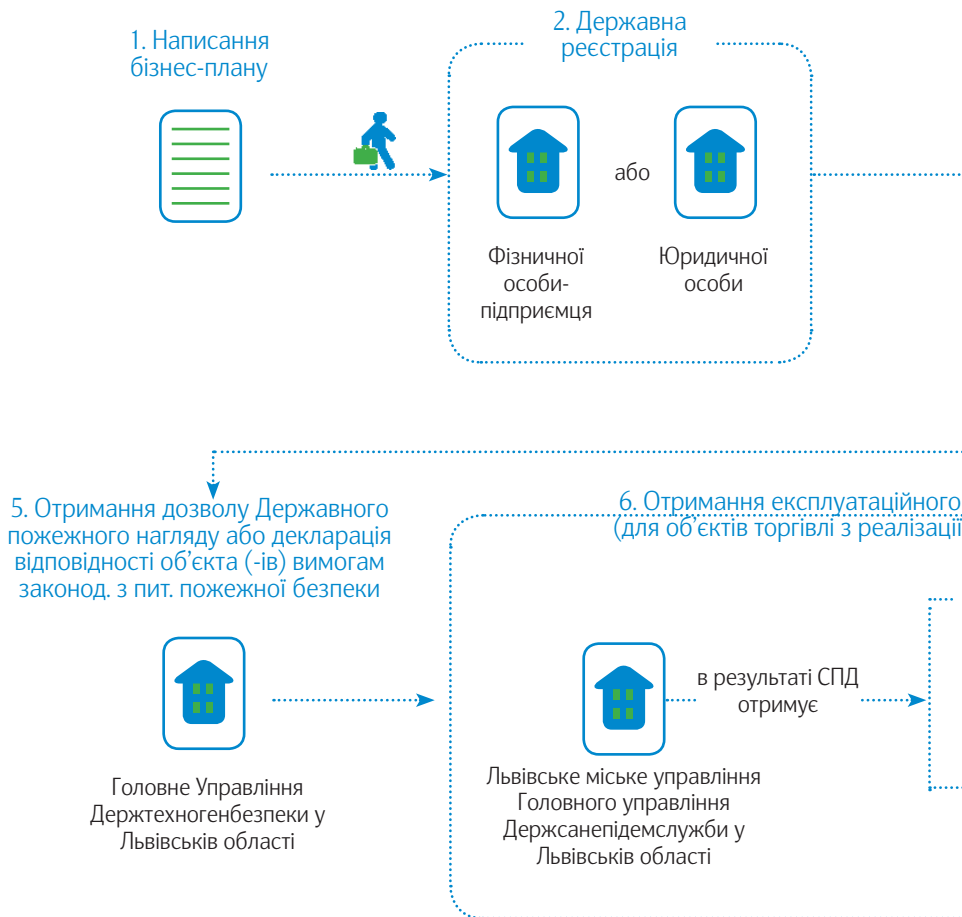 1. Написання
бізнес-плану
2. Державна
реєстрація
або
Фізничої
особи-
підприємця
Юридичної
особи
5. Отримання дозволу Державного
пожежного нагляду або декларація
відповідності об’єкта (-ів) вимогам
законод. з пит. пожежної безпеки
Головне Управління
Держтехногенбезпеки у
Львівськів області
6. Отримання експлуатаційного
(для об’єктів торгівлі з реалізації
в результаті СПД
отримує
Львівське міське управління
Головного управління
Держсанепідемслужби у
Львівськів області